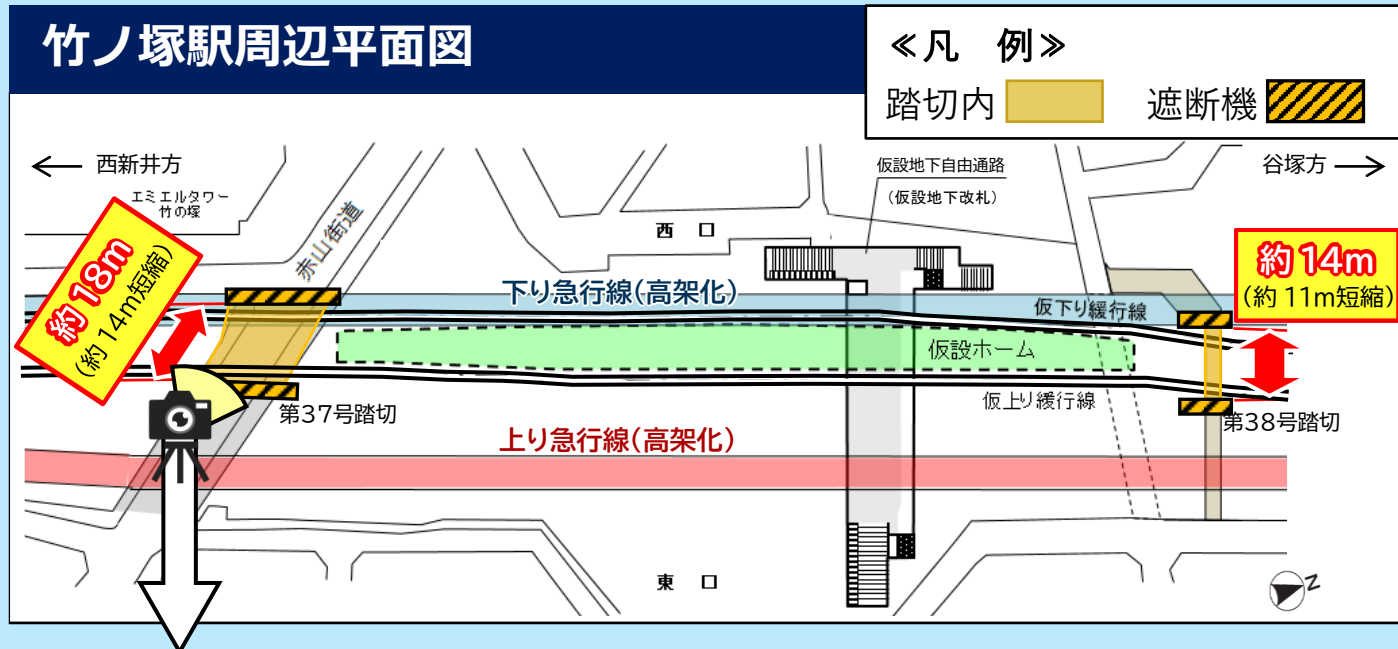 竹ノ塚駅周辺平面図
≪凡 例≫
踏切内
遮断機
← 西新井方
谷塚方 →
エミエルタワー
竹の塚
赤山街道
西 口
仮設地下自由通路
(仮設地下改札)
約18m
(約14m短縮)
約14m
(約11m短縮)
下り急行線(高架化)
仮下り緩行線
仮設ホーム
仮上り緩行線
第37号踏切
第38号踏切
上り急行線(高架化)
東 口
Z